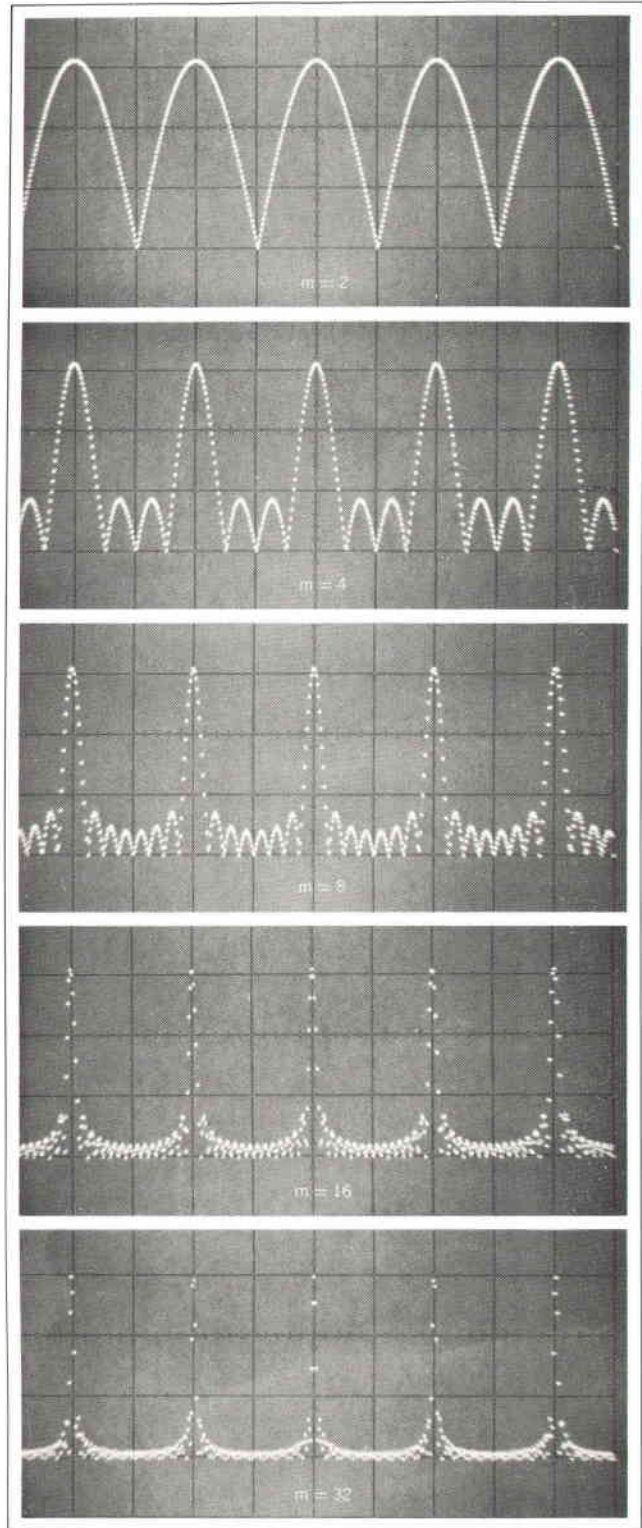 m = 2
m = 4
m = 8
m = 16
m = 32